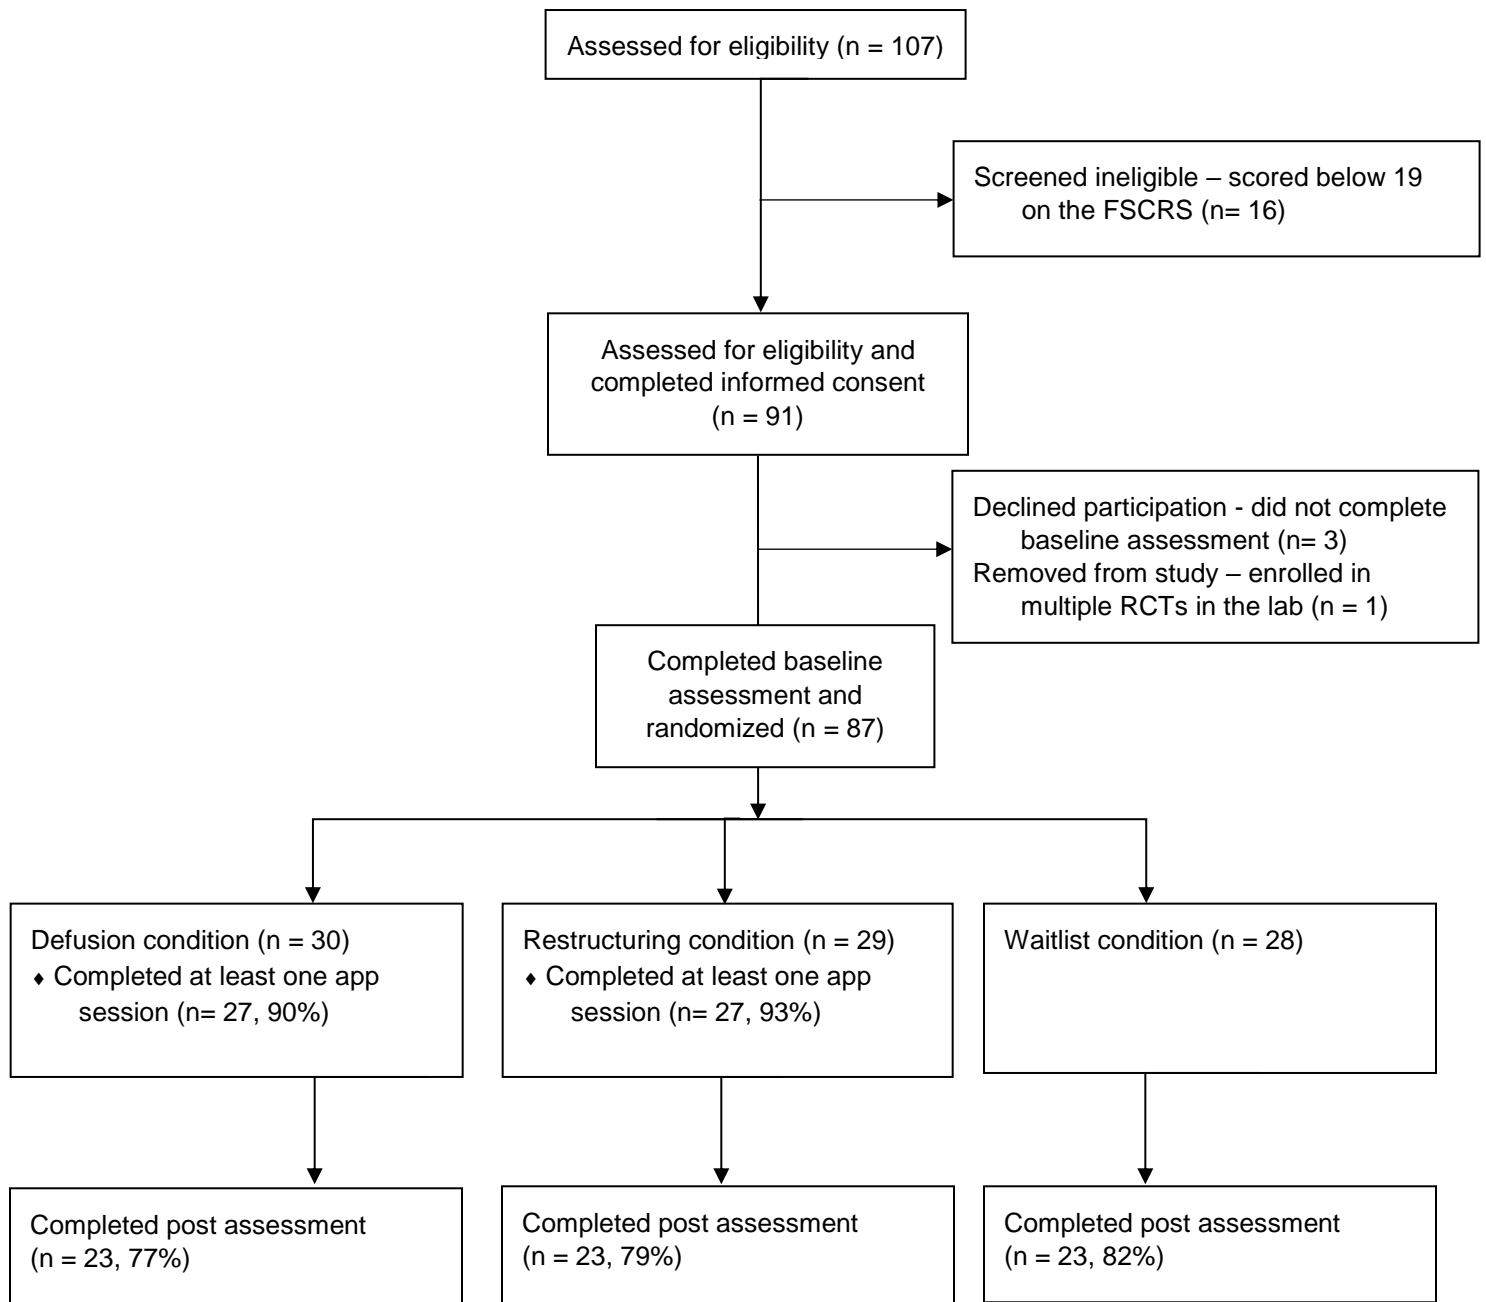 Assessed for eligibility (n = 107)
Screened ineligible – scored below 19
on the FSCRS (n= 16)
Assessed for eligibility and
completed informed consent
(n = 91)
Declined participation - did not complete
baseline assessment (n= 3)
Removed from study – enrolled in
multiple RCTs in the lab (n = 1)
Completed baseline
assessment and
randomized (n = 87)
Defusion condition (n = 30)
♦ Completed at least one app
session (n= 27, 90%)
Restructuring condition (n = 29)
♦ Completed at least one app
session (n= 27, 93%)
Waitlist condition (n = 28)
Completed post assessment
(n = 23, 77%)
Completed post assessment
(n = 23, 79%)
Completed post assessment
(n = 23, 82%)